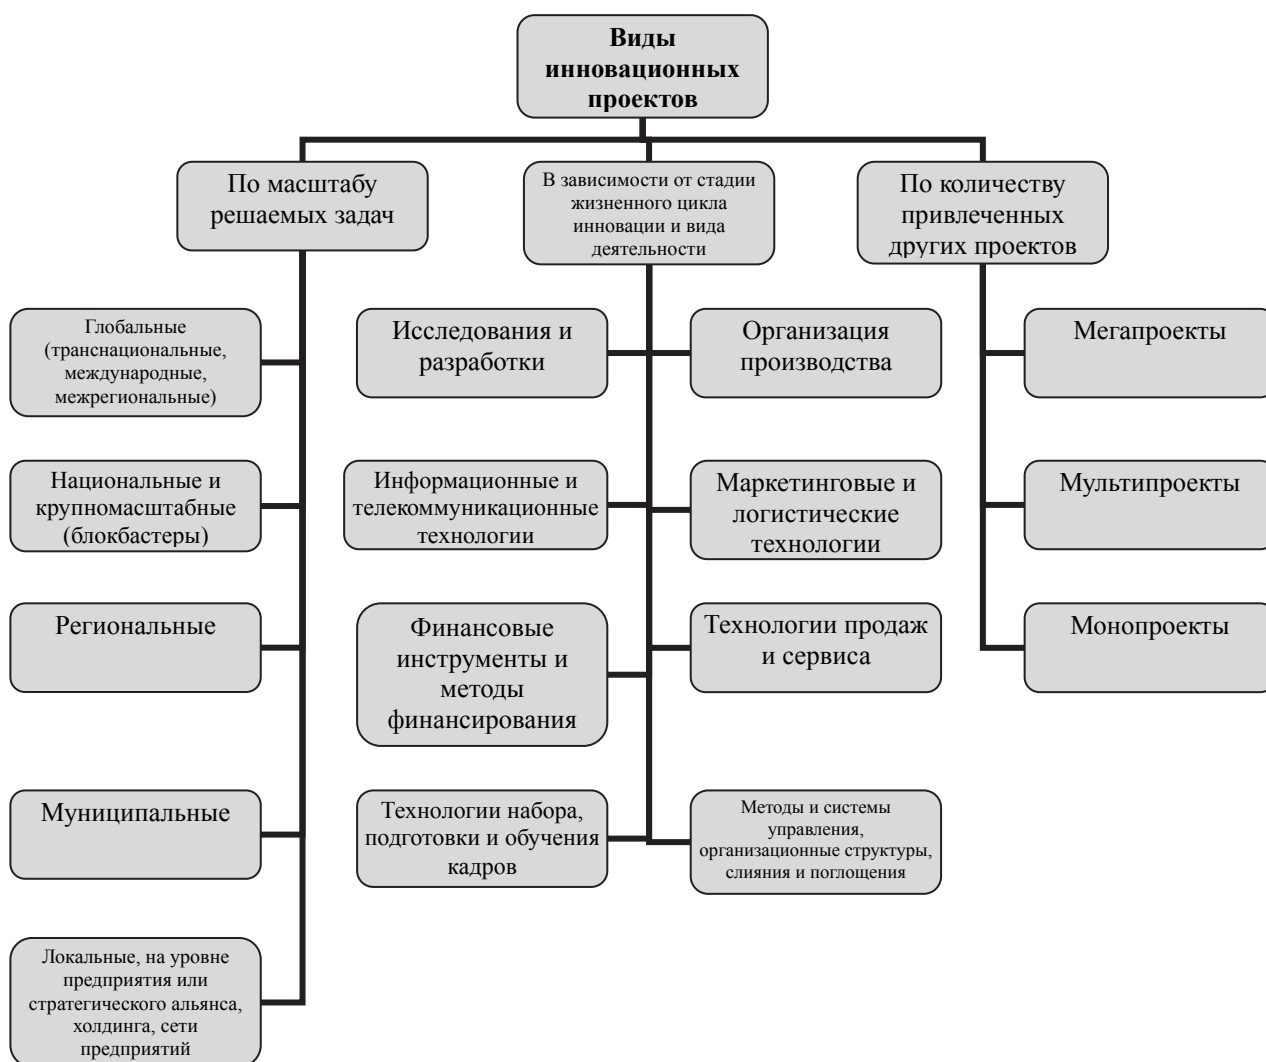 Виды
инновационных
проектов
По масштабу
решаемых задач
В зависимости от стадии
жизненного цикла
инновации и вида
деятельности
По количеству
привлеченных
других проектов
Глобальные
(транснациональные,
международные,
межрегиональные)
Исследования и
разработки
Организация
производства
Мегапроекты
Национальные и
крупномасштабные
(блокбастеры)
Информационные и
телекоммуникационные
технологии
Маркетинговые и
логистические
технологии
Мультипроекты
Региональные
Финансовые
инструменты и
методы
финансирования
Технологии продаж
и сервиса
Монопроекты
Муниципальные
Технологии набора,
подготовки и обучения
кадров
Методы и системы
управления,
организационные структуры,
слияния и поглощения
Локальные, на уровне
предприятия или
стратегического альянса,
холдинга, сети
предприятий